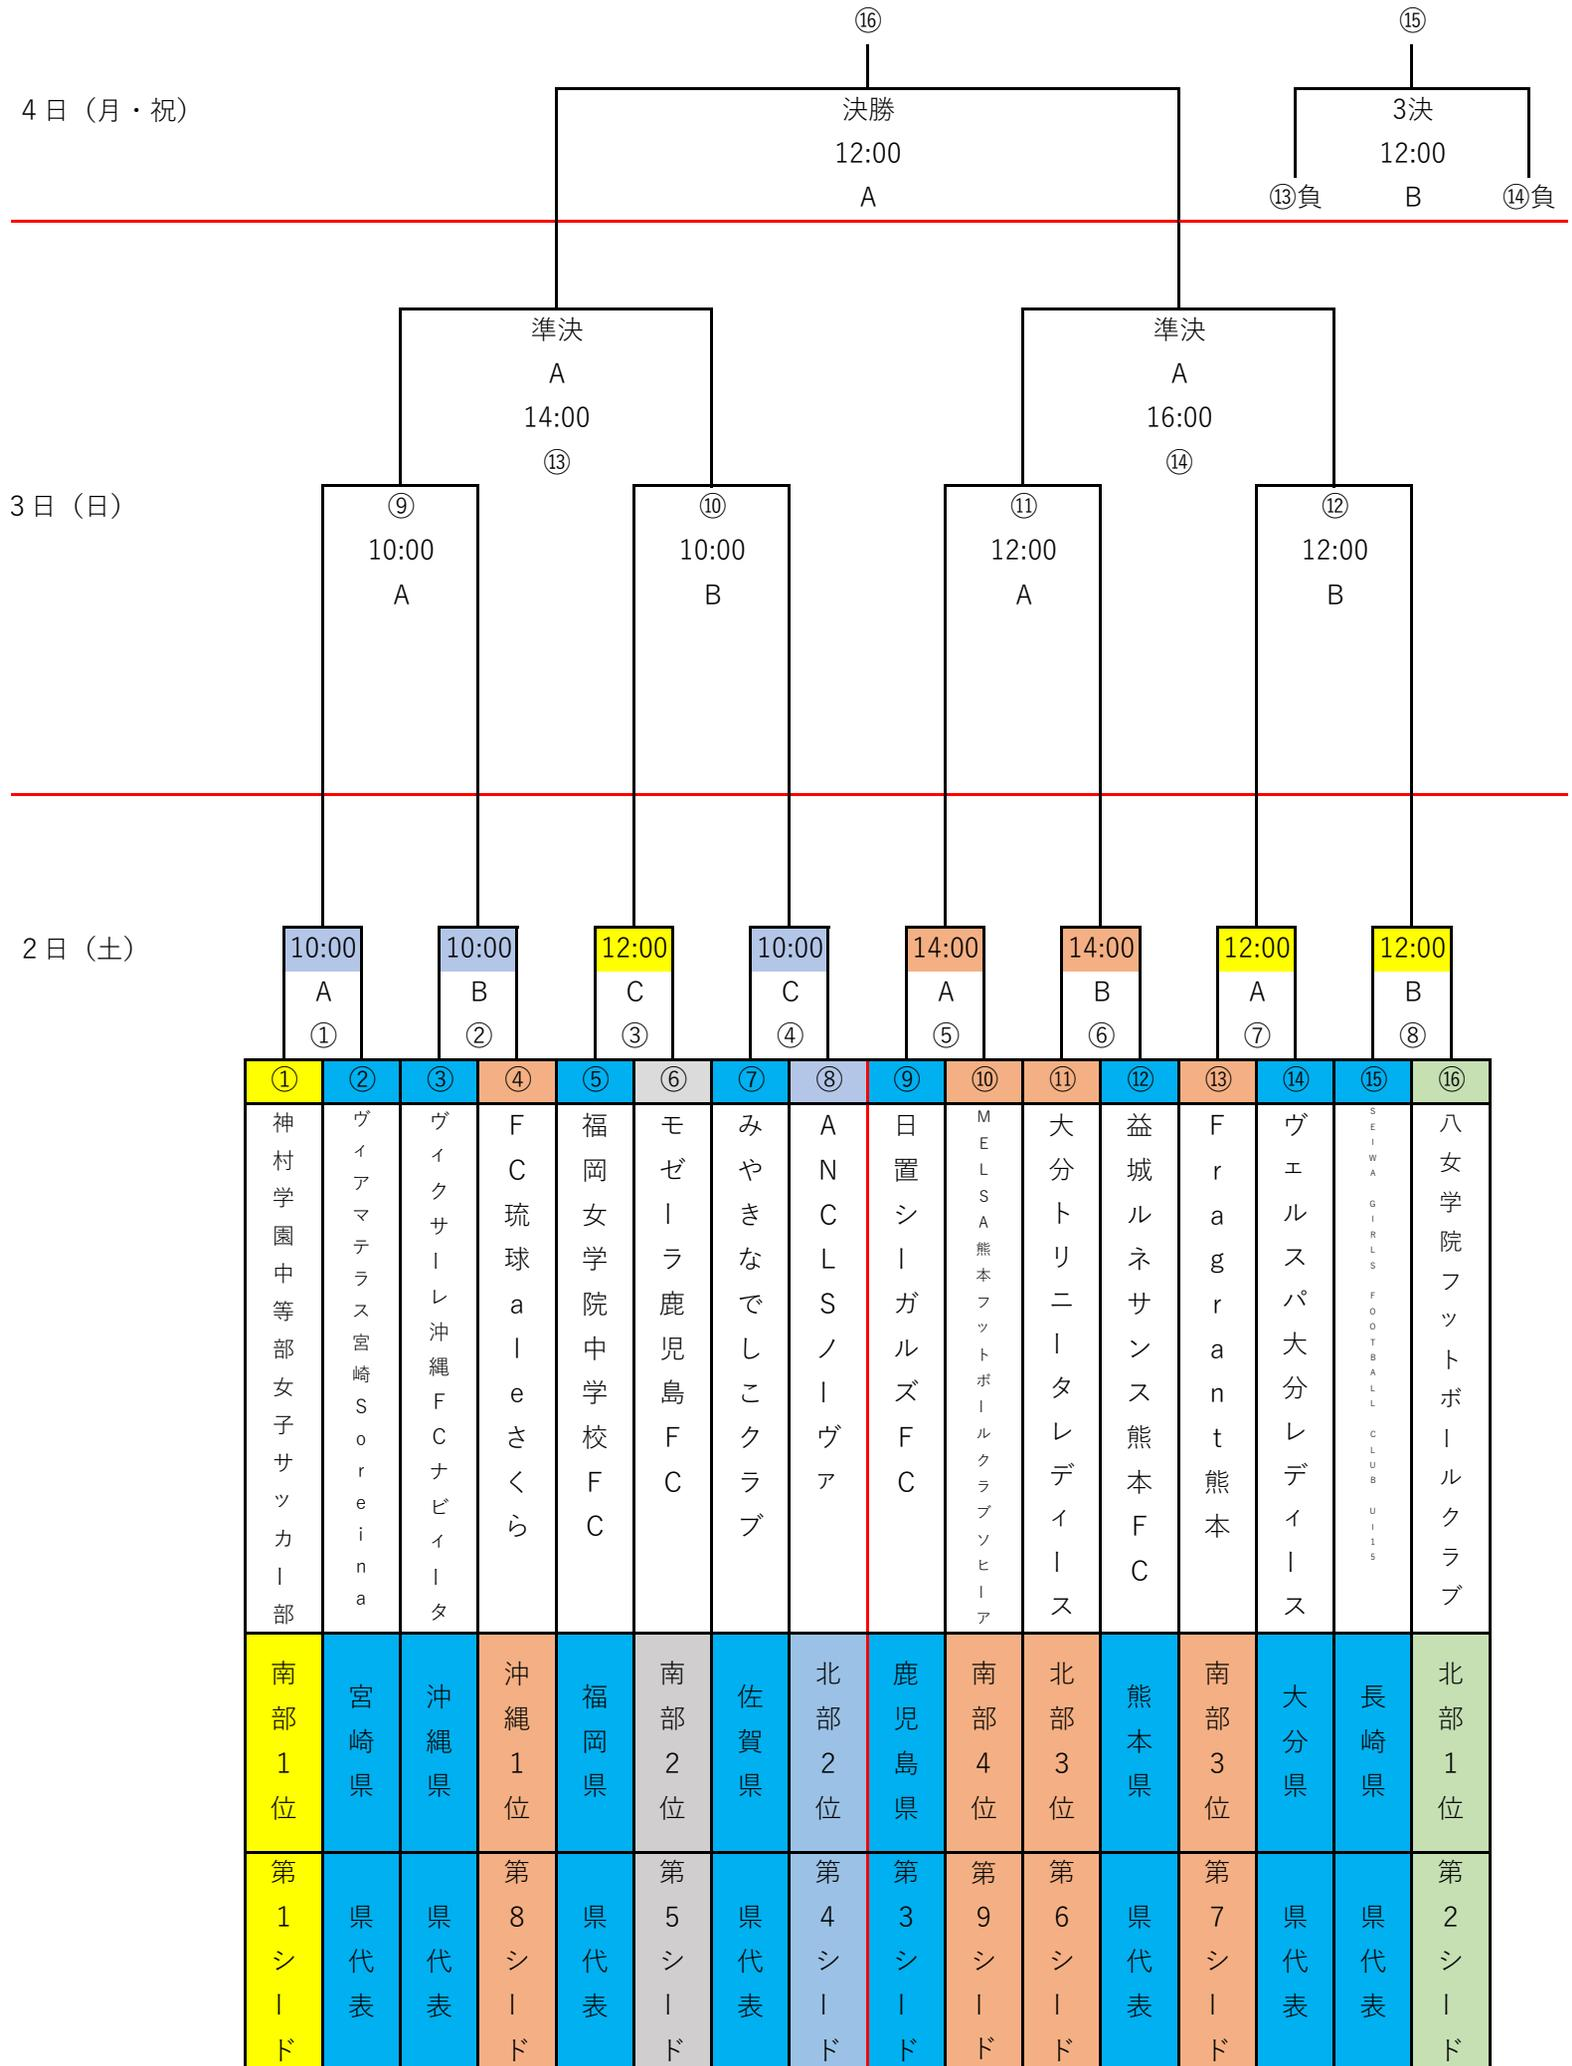 ⑯ ⑮
4日（月・祝） 決勝 3決
12:00 12:00
A ⑬負 B ⑭負
準決 準決
A A
14:00 16:00
⑬ ⑭
3日（日） ⑨ ⑩ ⑪ ⑫
10:00 10:00 12:00 12:00
A B A B
2日（土） 10:00 10:00 12:00 10:00 14:00 14:00 12:00 12:00
A B C C A B A B
① ② ③ ④ ⑤ ⑥ ⑦ ⑧
① ② ③ ④ ⑤ ⑥ ⑦ ⑧ ⑨ ⑩ ⑪ ⑫ ⑬ ⑭ ⑮ ⑯
神村学園中等部女子サッカー部
ヴィアマテラス宮崎Soreina
ヴィクサーレ沖縄FCナビィータ
FC琉球aleさくら
福岡女学院中学校FC
モゼーラ鹿児島FC
みやきなでしこクラブ
ANCLSノーヴァ
日置シーガルズFC
MELSA熊本フットボールクラブソヒーア
大分トリニータレディース
益城ルネサンス熊本FC
Fragrant熊本
ヴェルスパ大分レディース
SEIWA GIRLS FOOTBALL CLUB U115
八女学院フットボールクラブ
南部1位
宮崎県
沖縄県
沖縄1位
福岡県
南部2位
佐賀県
北部2位
鹿児島県
南部4位
北部3位
熊本県
南部3位
大分県
長崎県
北部1位
第1シード
県代表
県代表
第8シード
県代表
第5シード
県代表
第4シード
第3シード
第9シード
第6シード
県代表
第7シード
県代表
県代表
第2シード